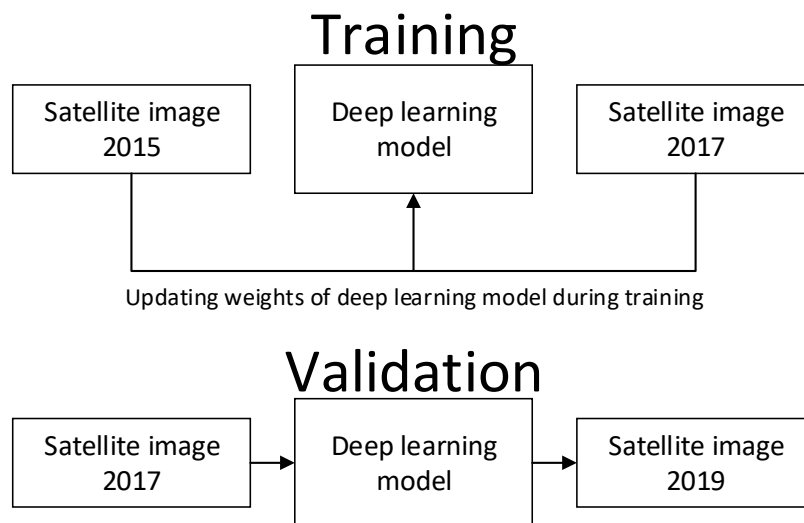 Training
Satellite image
2015
Deep learning
model
Satellite image
2017
Updating weights of deep learning model during training
Validation
Satellite image
2017
Deep learning
model
Satellite image
2019